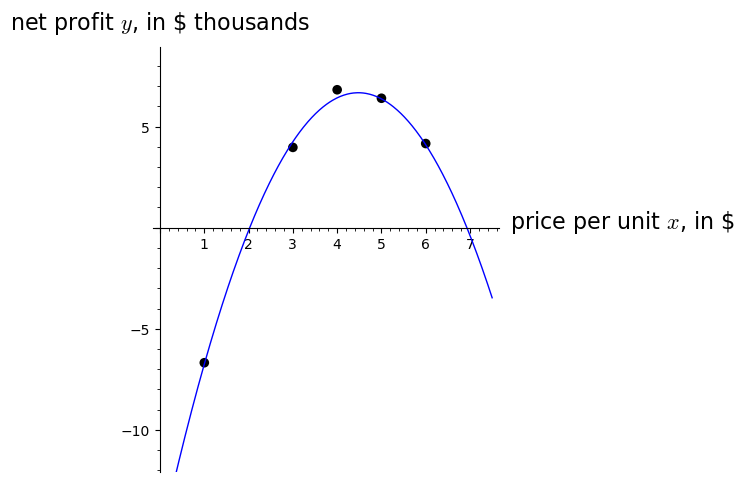 net profit y, in $ thousands
5
price per unit x, in $
1 2 3 4 5 6 7
−5
−10